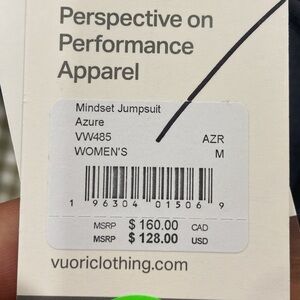 Perspective on
Performance
Apparel
Mindset Jumpsuit
Azure
VW485 AZR
WOMEN'S M
1 96304 01506 9
MSRP $ 160.00 CAD
MSRP $ 128.00 USD
vuoriclothing.com